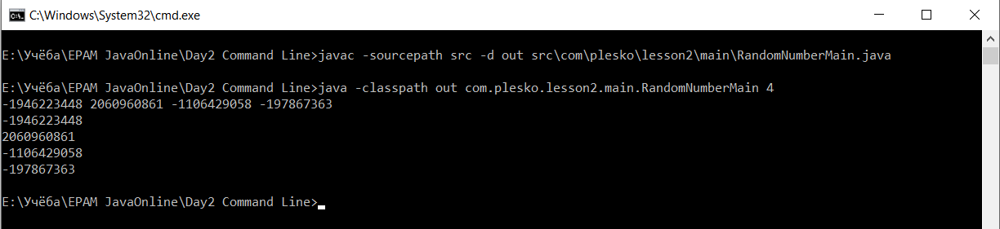 C:\Windows\System32\cmd.exe
E:\Учёба\EPAM JavaOnline\Day2 Command Line>javac -sourcepath src -d out src\com\plesko\lesson2\main\RandomNumberMain.java
E:\Учёба\EPAM JavaOnline\Day2 Command Line>java -classpath out com.plesko.lesson2.main.RandomNumberMain 4
-1946223448 2060960861 -1106429058 -197867363
-1946223448
2060960861
-1106429058
-197867363
E:\Учёба\EPAM JavaOnline\Day2 Command Line>